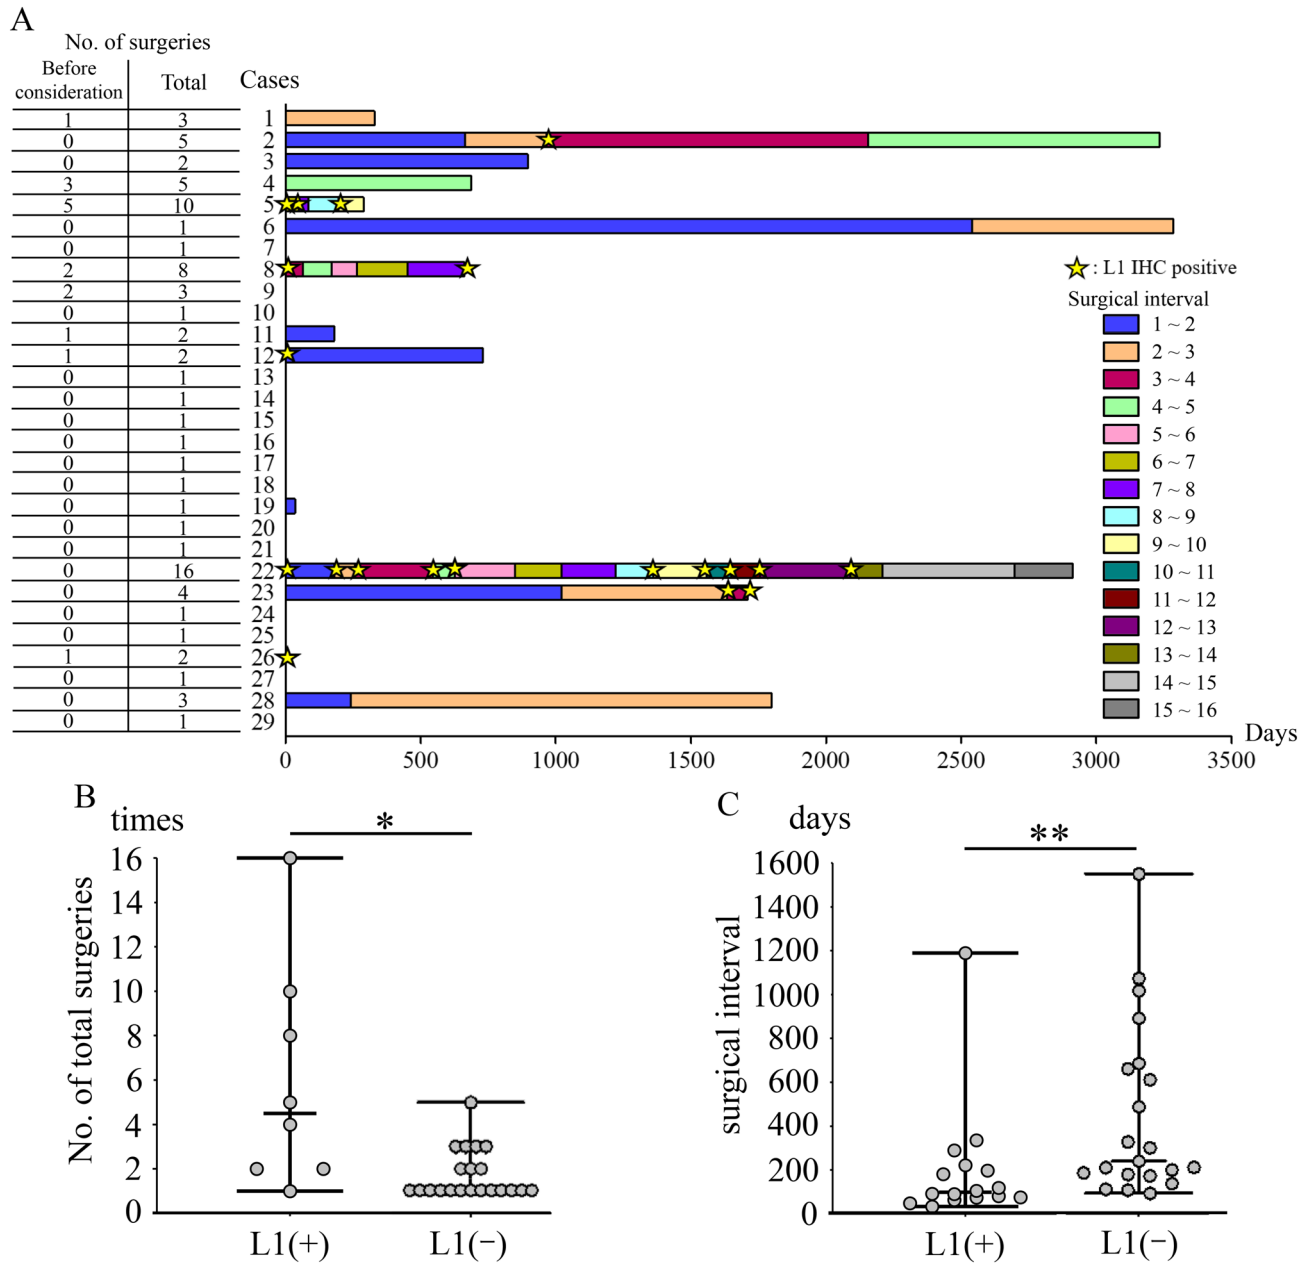 A
No. of surgeries
Before consideration Total Cases
1 3 1
0 5 2
0 2 3
3 5 4
5 10 5
0 1 6
0 1 7
2 8 8
2 3 9
0 1 10
1 2 11
1 2 12
0 1 13
0 1 14
0 1 15
0 1 16
0 1 17
0 1 18
0 1 19
0 1 20
0 1 21
0 16 22
0 4 23
0 1 24
0 1 25
1 2 26
0 1 27
0 3 28
0 1 29
: L1 IHC positive
Surgical interval
1 ~ 2
2 ~ 3
3 ~ 4
4 ~ 5
5 ~ 6
6 ~ 7
7 ~ 8
8 ~ 9
9 ~ 10
10 ~ 11
11 ~ 12
12 ~ 13
13 ~ 14
14 ~ 15
15 ~ 16
0 500 1000 1500 2000 2500 3000 3500 Days
B
times
*
No. of total surgeries
16
14
12
10
8
6
4
2
0
L1(+) L1(−)
C
days
**
surgical interval
1600
1400
1200
1000
800
600
400
200
0
L1(+) L1(−)